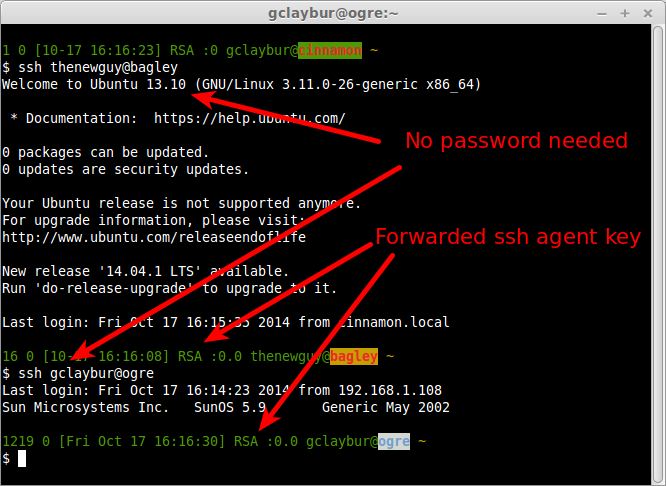 gclaybur@ogre:~
1 0 [10-17 16:16:23] RSA :0 gclaybur@cinnamon ~
$ ssh thenewguy@bagley
Welcome to Ubuntu 13.10 (GNU/Linux 3.11.0-26-generic x86_64)
* Documentation:  https://help.ubuntu.com/
No password needed
0 packages can be updated.
0 updates are security updates.
Your Ubuntu release is not supported anymore.
For upgrade information, please visit:
http://www.ubuntu.com/releaseendoflife
Forwarded ssh agent key
New release '14.04.1 LTS' available.
Run 'do-release-upgrade' to upgrade to it.
Last login: Fri Oct 17 16:15:35 2014 from cinnamon.local
16 0 [10-17 16:16:08] RSA :0.0 thenewguy@bagley ~
$ ssh gclaybur@ogre
Last login: Fri Oct 17 16:14:23 2014 from 192.168.1.108
Sun Microsystems Inc.   SunOS 5.9       Generic May 2002
1219 0 [Fri Oct 17 16:16:30] RSA :0.0 gclaybur@ogre ~
$